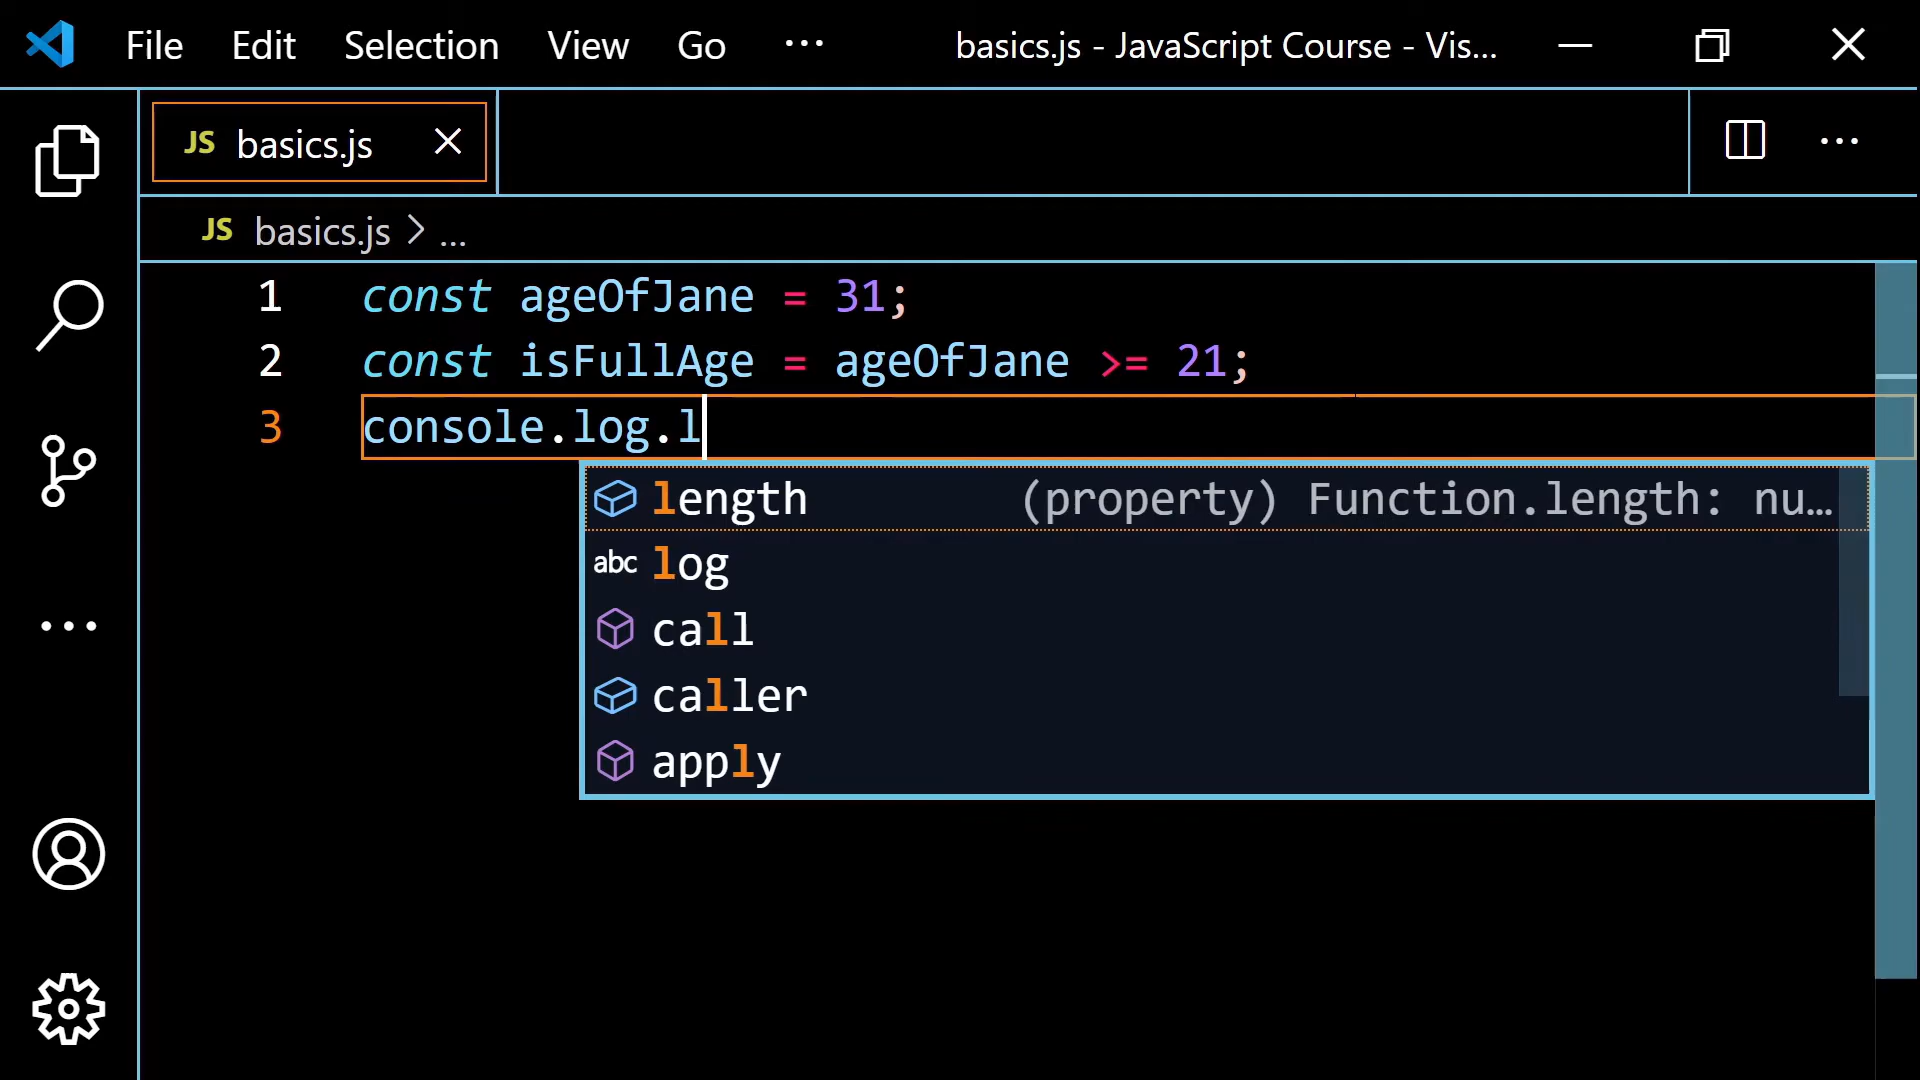 File Edit Selection View Go ··· basics.js - JavaScript Course - Vis...
JS basics.js
JS basics.js > ...
1 const ageOfJane = 31;
2 const isFullAge = ageOfJane >= 21;
3 console.log.l
length (property) Function.length: nu...
abc log
call
caller
apply